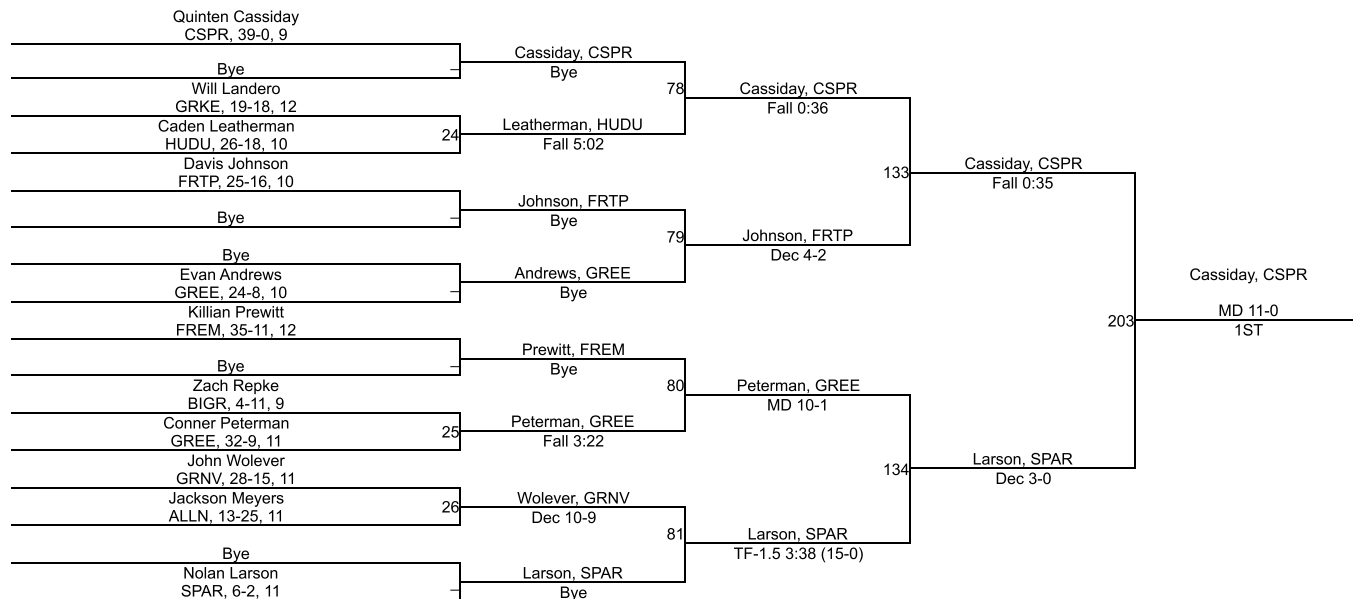 Quinten Cassiday
CSPR, 39-0, 9
Bye
Will Landero
GRKE, 19-18, 12
Caden Leatherman
HUDU, 26-18, 10
Davis Johnson
FRTP, 25-16, 10
Bye
Bye
Evan Andrews
GREE, 24-8, 10
Killian Prewitt
FREM, 35-11, 12
Bye
Zach Repke
BIGR, 4-11, 9
Conner Peterman
GREE, 32-9, 11
John Wolever
GRNV, 28-15, 11
Jackson Meyers
ALLN, 13-25, 11
Bye
Nolan Larson
SPAR, 6-2, 11
24
25
26
Cassiday, CSPR
Bye
Leatherman, HUDU
Fall 5:02
Johnson, FRTP
Bye
Andrews, GREE
Bye
Prewitt, FREM
Bye
Peterman, GREE
Fall 3:22
Wolever, GRNV
Dec 10-9
Larson, SPAR
Bye
78
79
80
81
Cassiday, CSPR
Fall 0:36
Johnson, FRTP
Dec 4-2
Peterman, GREE
MD 10-1
Larson, SPAR
TF-1.5 3:38 (15-0)
133
134
Cassiday, CSPR
Fall 0:35
Larson, SPAR
Dec 3-0
203
Cassiday, CSPR
MD 11-0
1ST